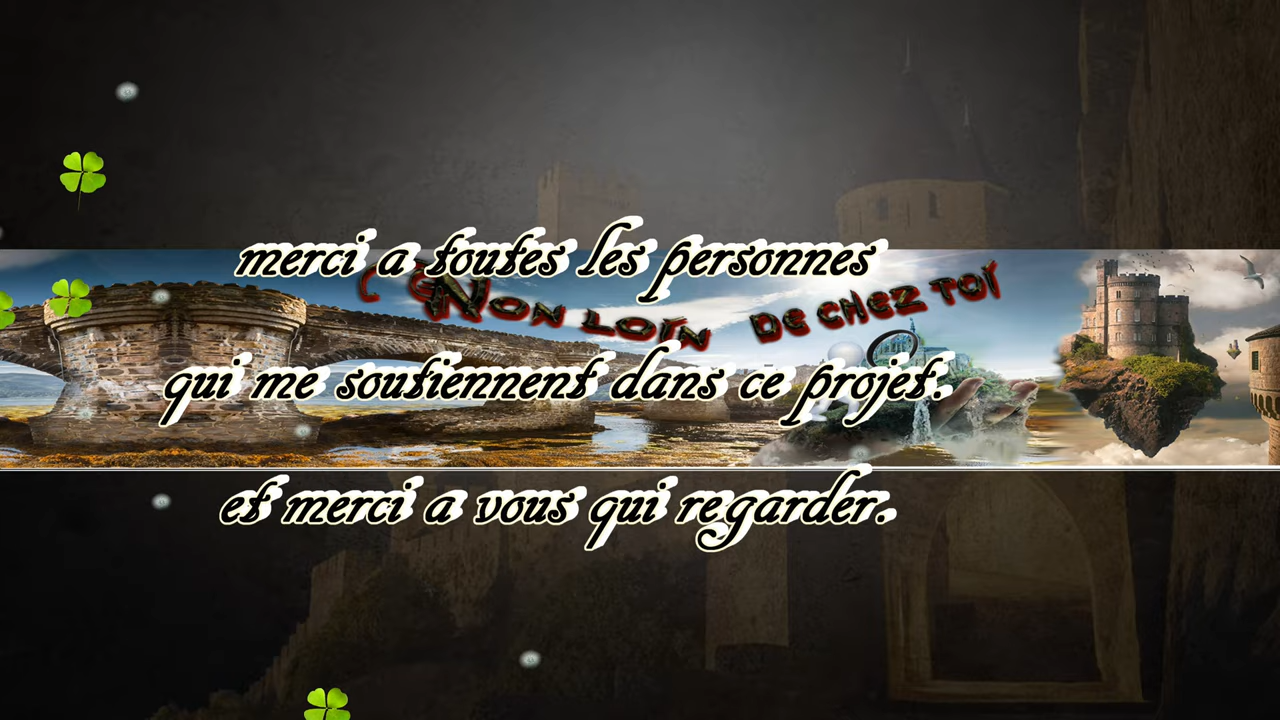 merci a toutes les personnes
Non loin de chez toi
qui me soutiennent dans ce projet.
et merci a vous qui regarder.